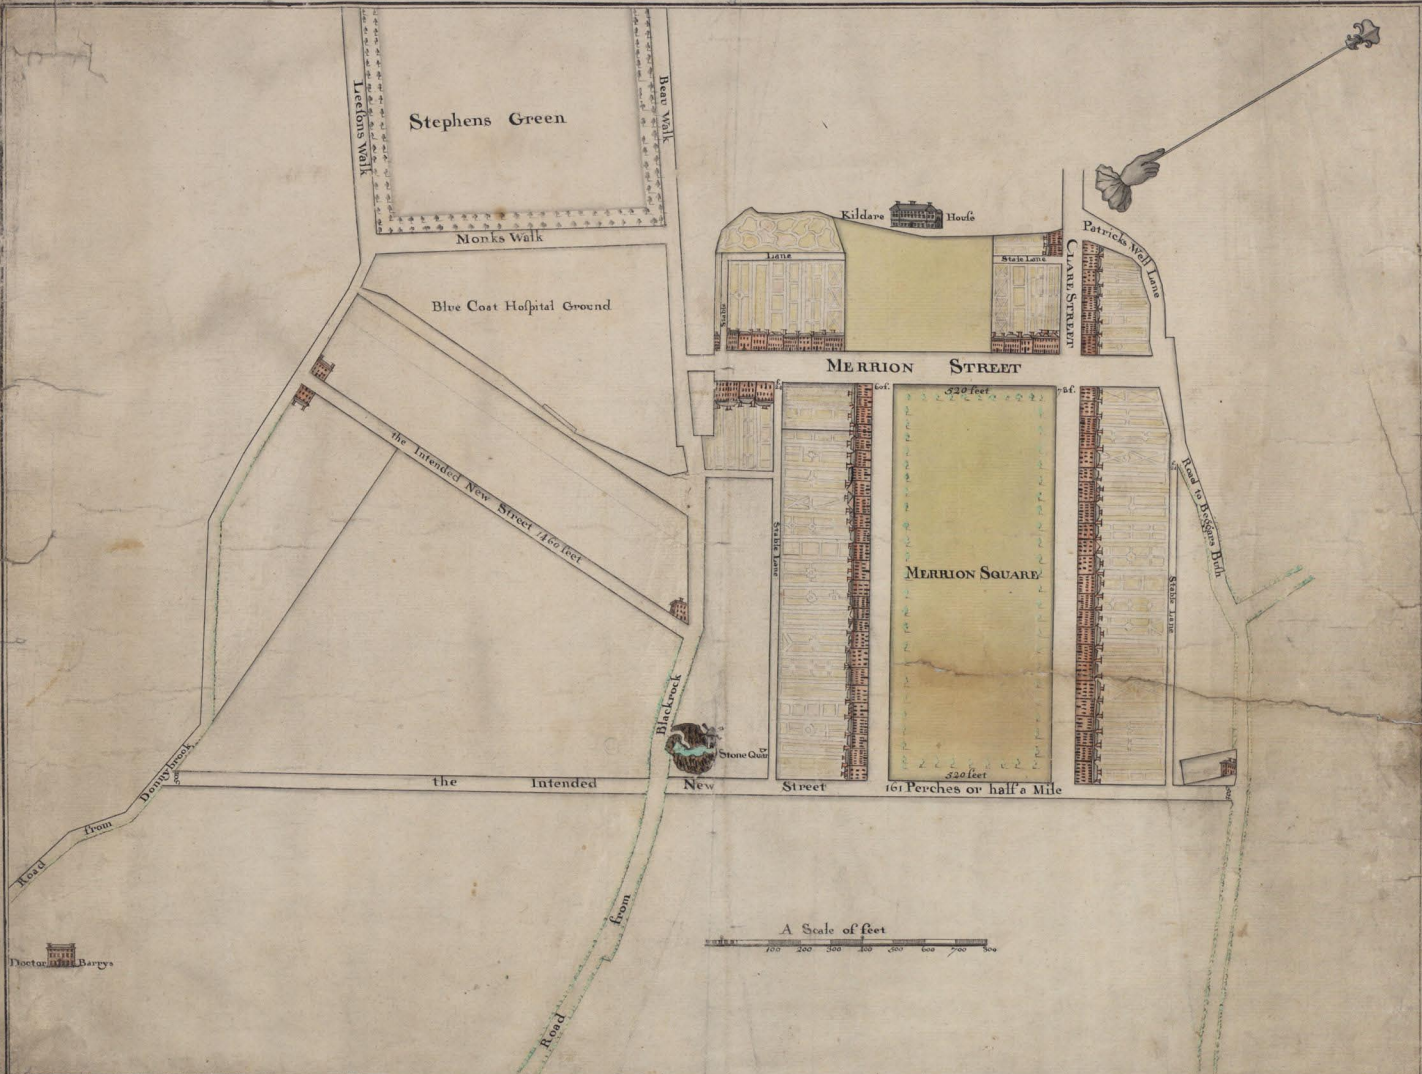 Stephens Green
Leesons Walk
Beau Walk
Monks Walk
Blue Coat Hospital Ground
Kildare House
Lane
Stable Lane
CLARE STREET
Patricks Well Lane
MERRION STREET
60f.
520 feet
78f.
the Intended New Street 1460 feet
Stable Lane
MERRION SQUARE
Road to Beggars Bush
Stable Lane
Blackrock
Stone Quar
Donnybrook
from
Road
520 feet
the Intended New Street 161 Perches or half a Mile
from
Road
A Scale of feet
100 200 300 400 500 600 700 800
Doctor Barrys